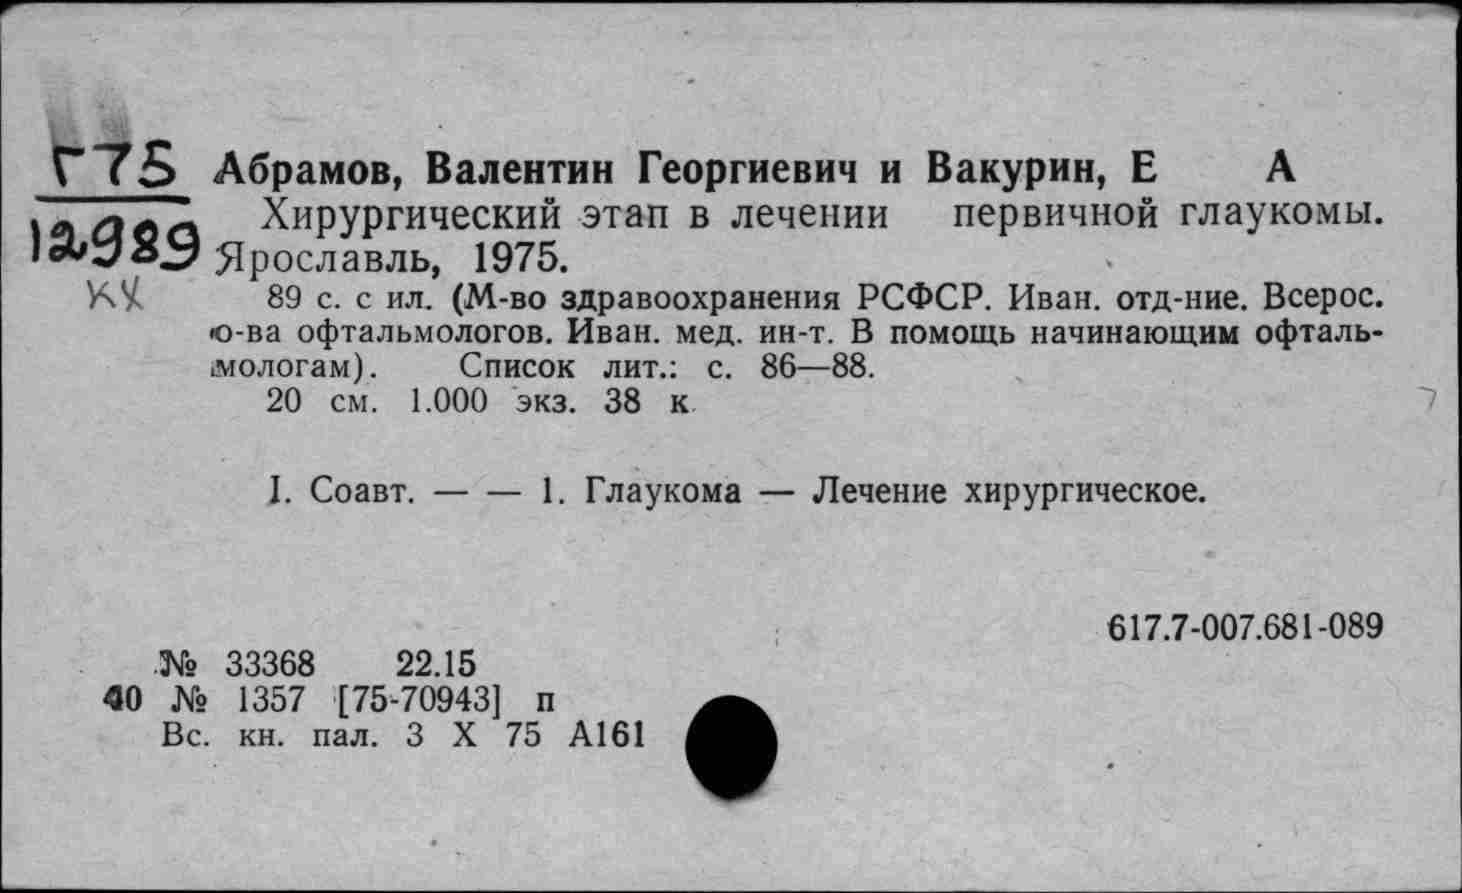 Г75 Абрамов, Валентин Георгиевич и Вакурин, Е А
12989 Хирургический этап в лечении первичной глаукомы.
Ярославль, 1975.
КХ 89 с. с ил. (М-во здравоохранения РСФСР. Иван. отд-ние. Всерос.
о-ва офтальмологов. Иван. мед. ин-т. В помощь начинающим офталь-
мологам). Список лит.: с. 86—88.
20 см. 1.000 экз. 38 к.
I. Соавт. — — 1. Глаукома — Лечение хирургическое.
617.7-007.681-089
№ 33368 22.15
40 № 1357 [75-70943] п
Вс. кн. пал. 3 X 75 А161